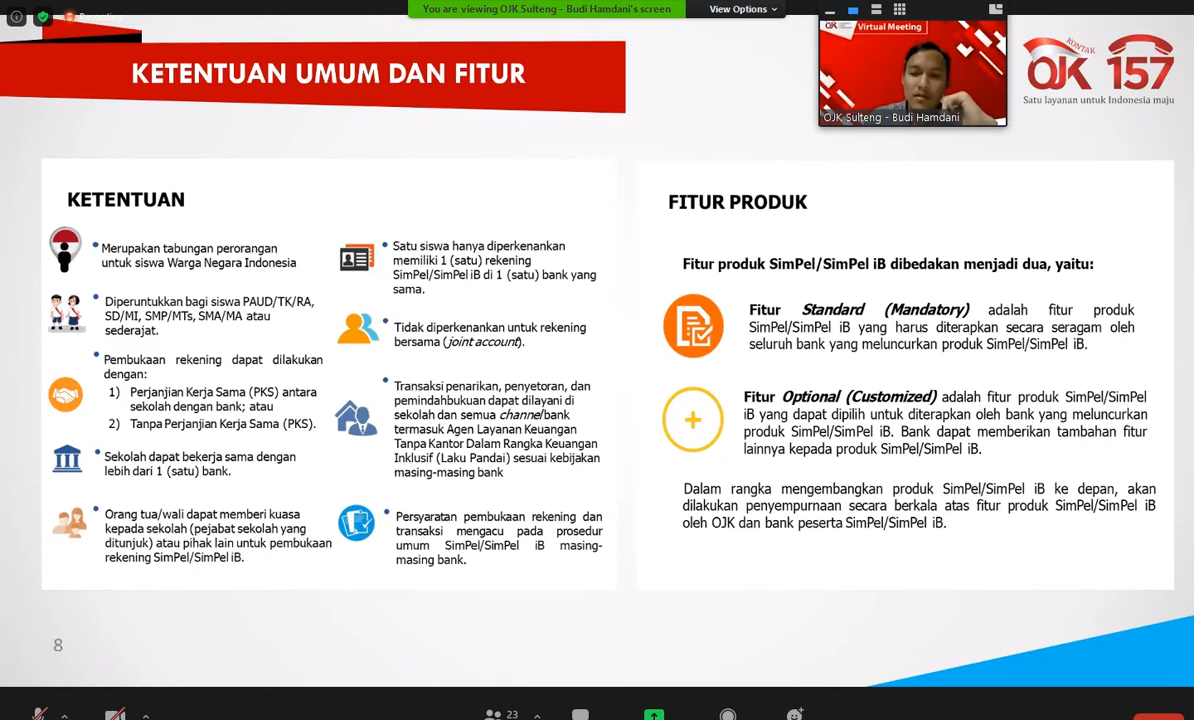 Recording
You are viewing OJK Sulteng - Budi Hamdani's screen
View Options
KETENTUAN UMUM DAN FITUR
OJK
Virtual Meeting
OJK Sulteng - Budi Hamdani
KONTAK
OJK 157
Satu layanan untuk Indonesia maju
KETENTUAN
• Merupakan tabungan perorangan
untuk siswa Warga Negara Indonesia
• Diperuntukkan bagi siswa PAUD/TK/RA,
SD/MI, SMP/MTs, SMA/MA atau
sederajat.
• Pembukaan rekening dapat dilakukan
dengan:
1) Perjanjian Kerja Sama (PKS) antara
sekolah dengan bank; atau
2) Tanpa Perjanjian Kerja Sama (PKS).
• Sekolah dapat bekerja sama dengan
lebih dari 1 (satu) bank.
• Orang tua/wali dapat memberi kuasa
kepada sekolah (pejabat sekolah yang
ditunjuk) atau pihak lain untuk pembukaan
rekening SimPel/SimPel iB.
• Satu siswa hanya diperkenankan
memiliki 1 (satu) rekening
SimPel/SimPel iB di 1 (satu) bank yang
sama.
• Tidak diperkenankan untuk rekening
bersama (joint account).
• Transaksi penarikan, penyetoran, dan
pemindahbukuan dapat dilayani di
sekolah dan semua channel bank
termasuk Agen Layanan Keuangan
Tanpa Kantor Dalam Rangka Keuangan
Inklusif (Laku Pandai) sesuai kebijakan
masing-masing bank
• Persyaratan pembukaan rekening dan
transaksi mengacu pada prosedur
umum SimPel/SimPel iB masing-
masing bank.
FITUR PRODUK
Fitur produk SimPel/SimPel iB dibedakan menjadi dua, yaitu:
Fitur Standard (Mandatory) adalah fitur produk
SimPel/SimPel iB yang harus diterapkan secara seragam oleh
seluruh bank yang meluncurkan produk SimPel/SimPel iB.
Fitur Optional (Customized) adalah fitur produk SimPel/SimPel
iB yang dapat dipilih untuk diterapkan oleh bank yang meluncurkan
produk SimPel/SimPel iB. Bank dapat memberikan tambahan fitur
lainnya kepada produk SimPel/SimPel iB.
Dalam rangka mengembangkan produk SimPel/SimPel iB ke depan, akan
dilakukan penyempurnaan secara berkala atas fitur produk SimPel/SimPel iB
oleh OJK dan bank peserta SimPel/SimPel iB.
8
23